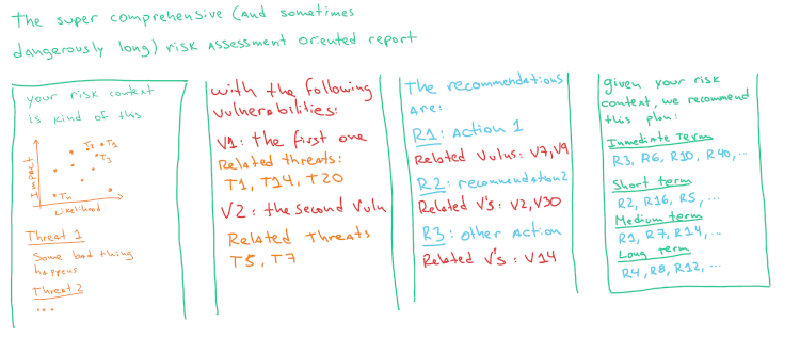 The super comprehensive (and sometimes
dangerously long) risk assessment oriented report
your risk context
is kind of this
Impact
T1
T3
Tn
Likelihood
Threat 1
Some bad thing
happens
Threat 2
...
with the following
vulnerabilities:
V1: the first one
Related threats:
T1, T14, T20
V2: the second vuln
Related threats
T5, T7
The recommendations
are:
R1: Action 1
Related vulns: V7, V9
R2: recommendation2
Related V's: V2, V30
R3: other action
Related V's: V14
given your risk
context, we recommend
this plan:
Inmediate term
R3, R6, R10, R40, ...
Short term
R2, R16, R5, ...
Medium term
R1, R7, R14, ...
Long term
R4, R8, R12, ...